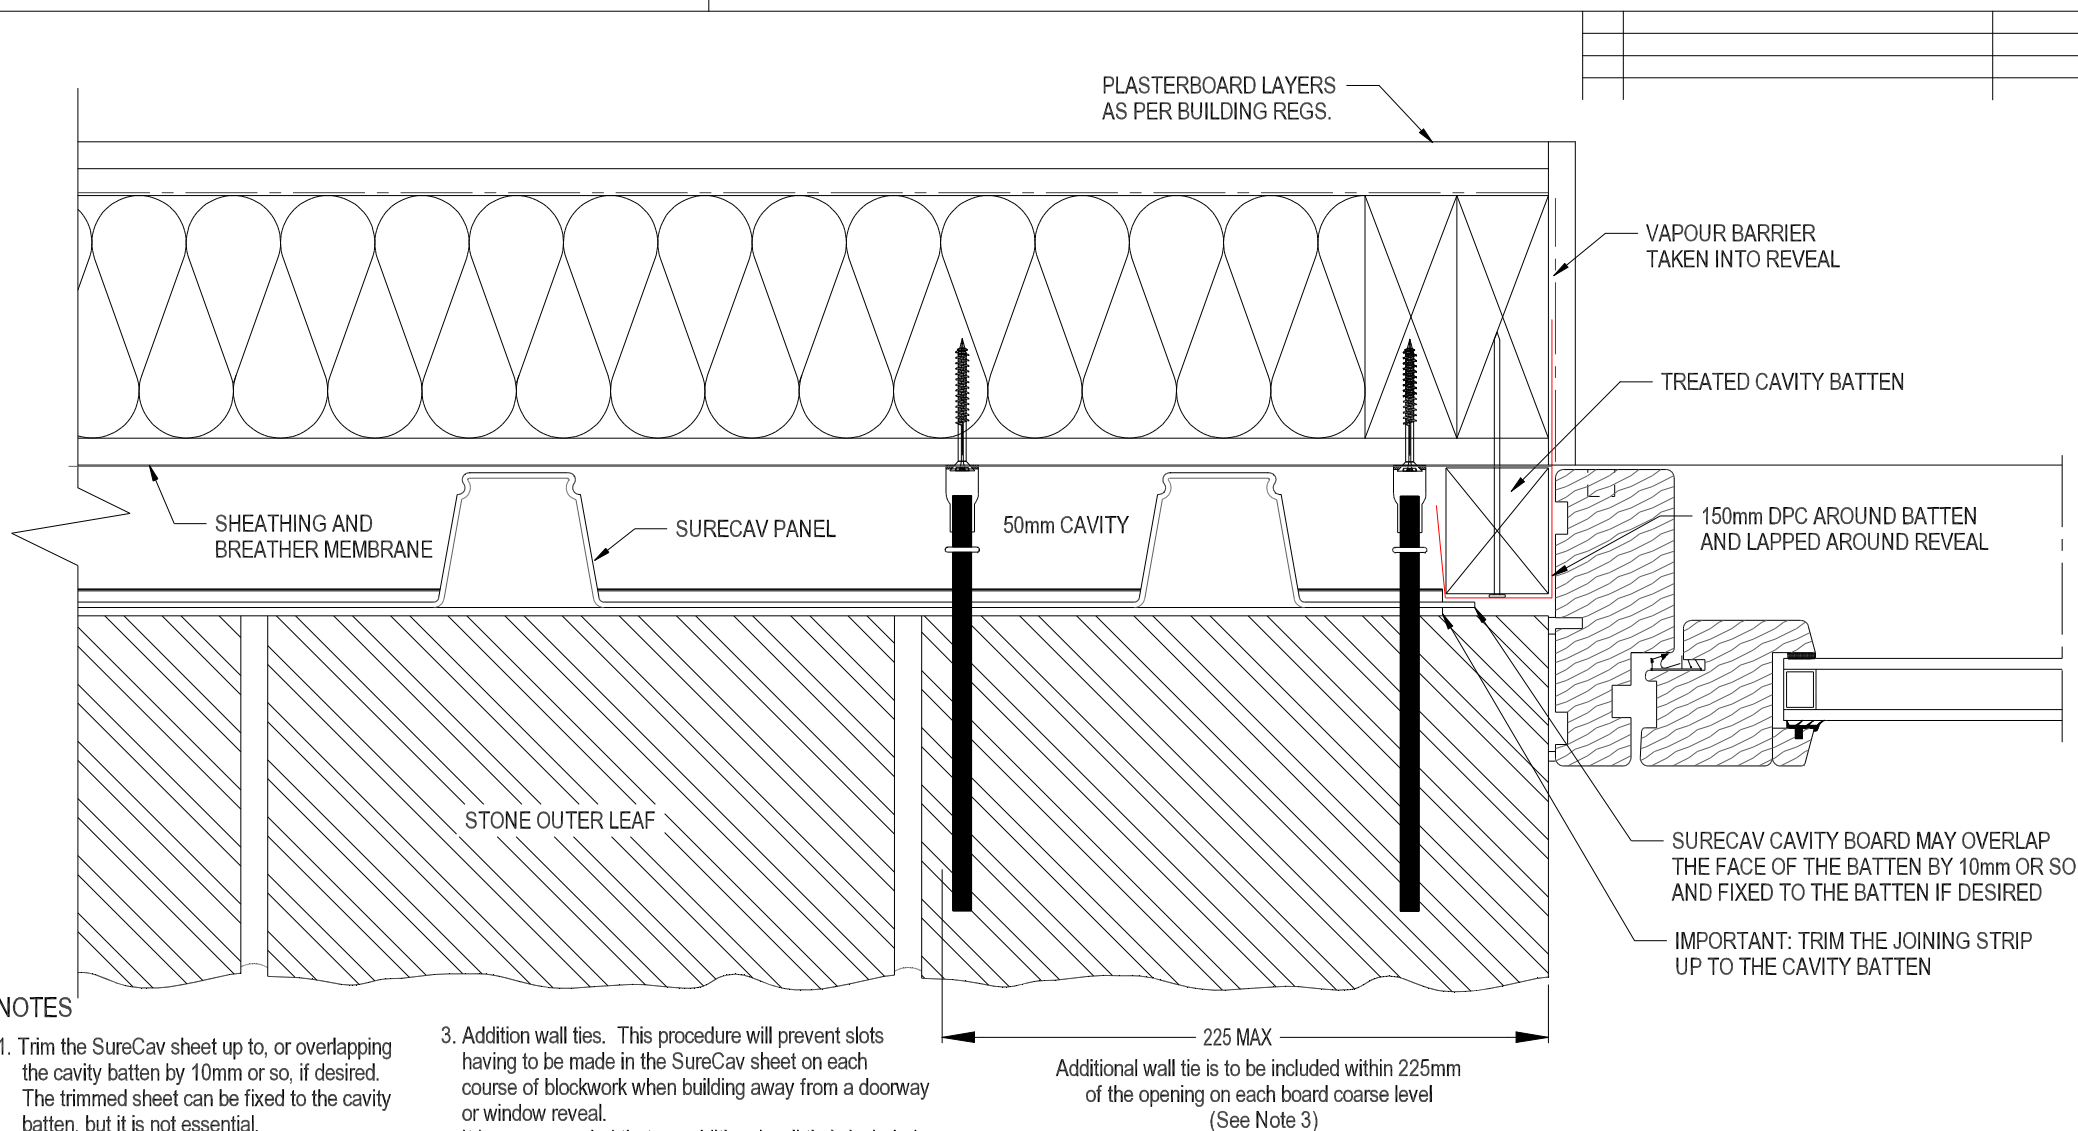 PLASTERBOARD LAYERS
AS PER BUILDING REGS.
VAPOUR BARRIER
TAKEN INTO REVEAL
TREATED CAVITY BATTEN
SHEATHING AND
BREATHER MEMBRANE
SURECAV PANEL
50mm CAVITY
150mm DPC AROUND BATTEN
AND LAPPED AROUND REVEAL
STONE OUTER LEAF
SURECAV CAVITY BOARD MAY OVERLAP
THE FACE OF THE BATTEN BY 10mm OR SO
AND FIXED TO THE BATTEN IF DESIRED
IMPORTANT: TRIM THE JOINING STRIP
UP TO THE CAVITY BATTEN
NOTES
1. Trim the SureCav sheet up to, or overlapping
the cavity batten by 10mm or so, if desired.
The trimmed sheet can be fixed to the cavity
batten, but it is not essential.
3. Addition wall ties. This procedure will prevent slots
having to be made in the SureCav sheet on each
course of blockwork when building away from a doorway
or window reveal.
225 MAX
Additional wall tie is to be included within 225mm
of the opening on each board coarse level
(See Note 3)